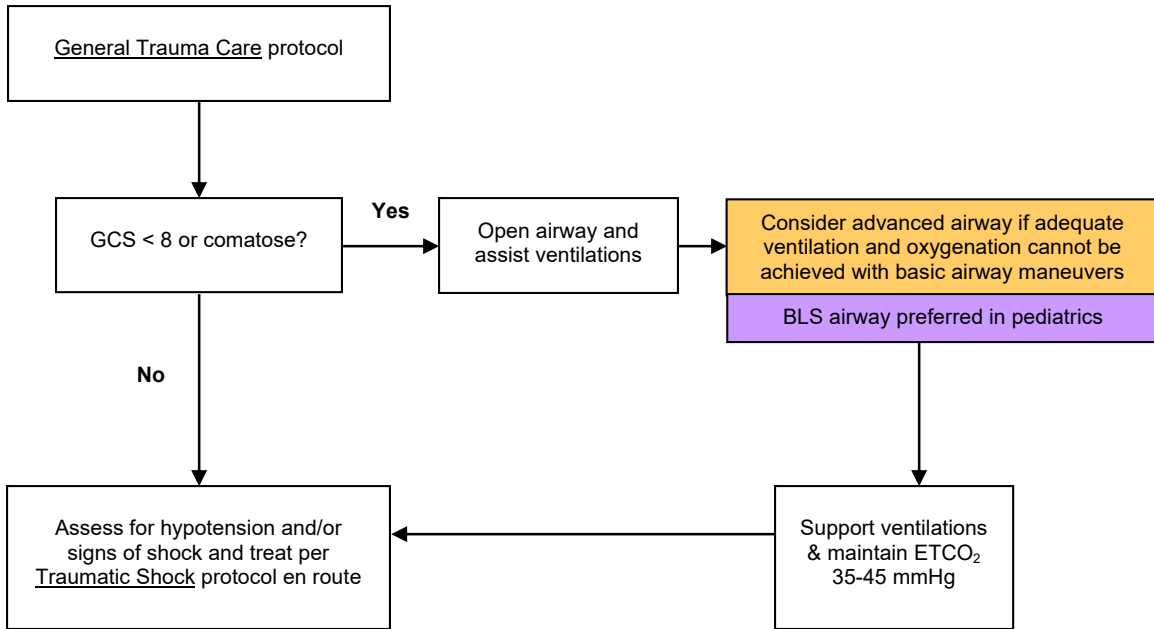 General Trauma Care protocol
GCS < 8 or comatose?
Yes
Open airway and
assist ventilations
Consider advanced airway if adequate
ventilation and oxygenation cannot be
achieved with basic airway maneuvers
BLS airway preferred in pediatrics
No
Assess for hypotension and/or
signs of shock and treat per
Traumatic Shock protocol en route
Support ventilations
& maintain ETCO₂
35-45 mmHg